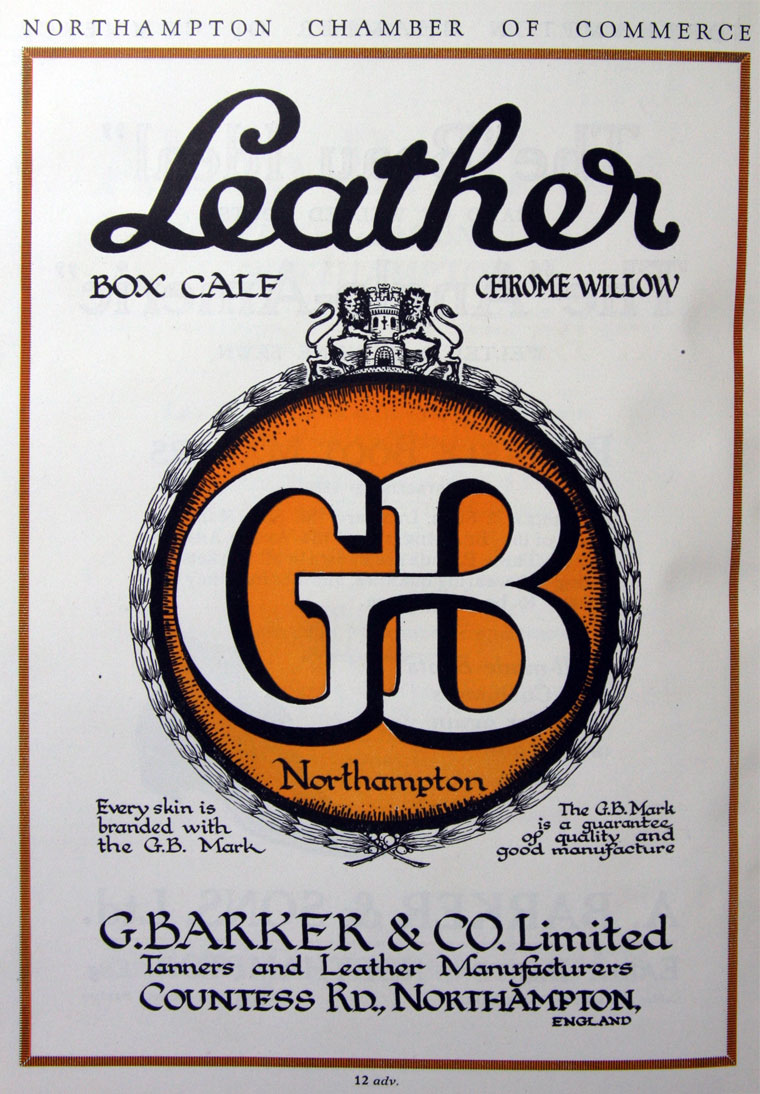 NORTHAMPTON CHAMBER OF COMMERCE
Leather
BOX CALF
CHROME WILLOW
GB
Northampton
Every skin is
branded with
the G.B. Mark
The G.B. Mark
is a guarantee
of quality and
good manufacture
G. BARKER & CO. Limited
Tanners and Leather Manufacturers
COUNTESS RD., NORTHAMPTON,
ENGLAND
12 adv.